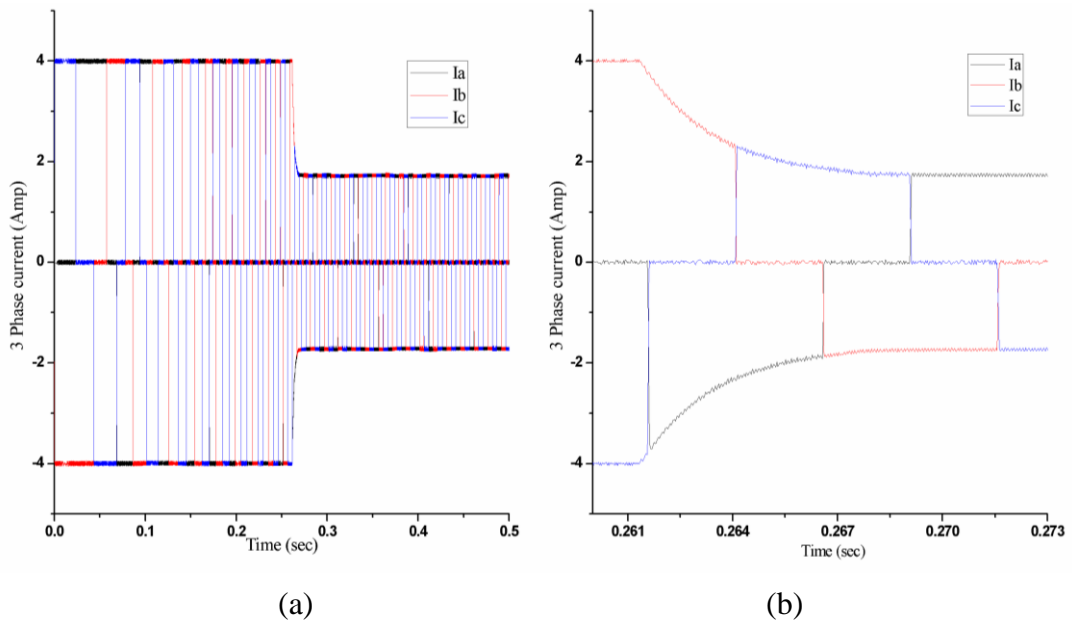 3 Phase current (Amp)
4
2
0
-2
-4
0.0
0.1
0.2
0.3
0.4
0.5
Time (sec)
Ia
Ib
Ic
(a)
3 Phase current (Amp)
4
2
0
-2
-4
0.261
0.264
0.267
0.270
0.273
Time (sec)
Ia
Ib
Ic
(b)